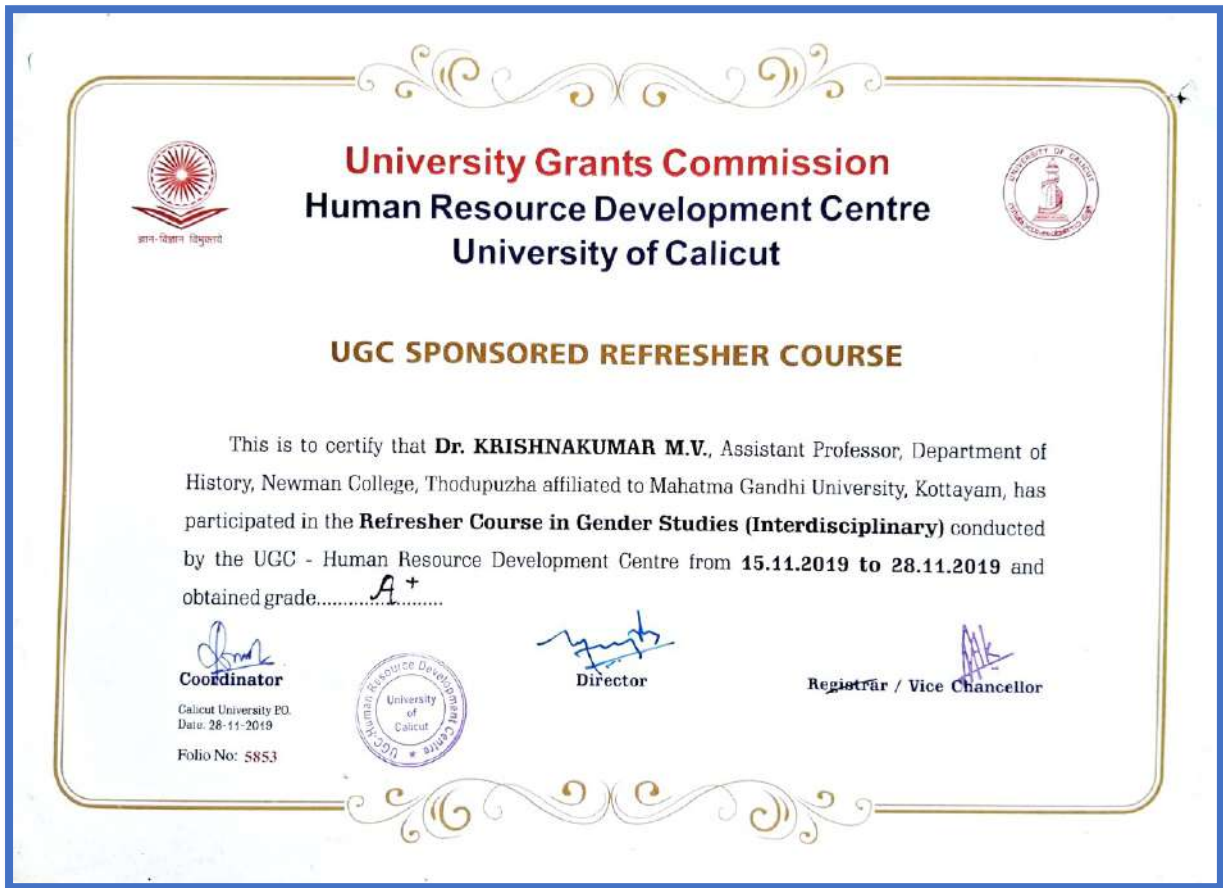 University Grants Commission
Human Resource Development Centre
University of Calicut
ज्ञान-विज्ञान विमुक्तये
UNIVERSITY OF CALICUT
UGC SPONSORED REFRESHER COURSE
This is to certify that Dr. KRISHNAKUMAR M.V., Assistant Professor, Department of
History, Newman College, Thodupuzha affiliated to Mahatma Gandhi University, Kottayam, has
participated in the Refresher Course in Gender Studies (Interdisciplinary) conducted
by the UGC - Human Resource Development Centre from 15.11.2019 to 28.11.2019 and
obtained grade.......A+.......
Coordinator
Director
Registrar / Vice Chancellor
Calicut University P.O.
Date. 28-11-2019
Folio No: 5853
UGC-Human Resource Development Centre
University
of
Calicut